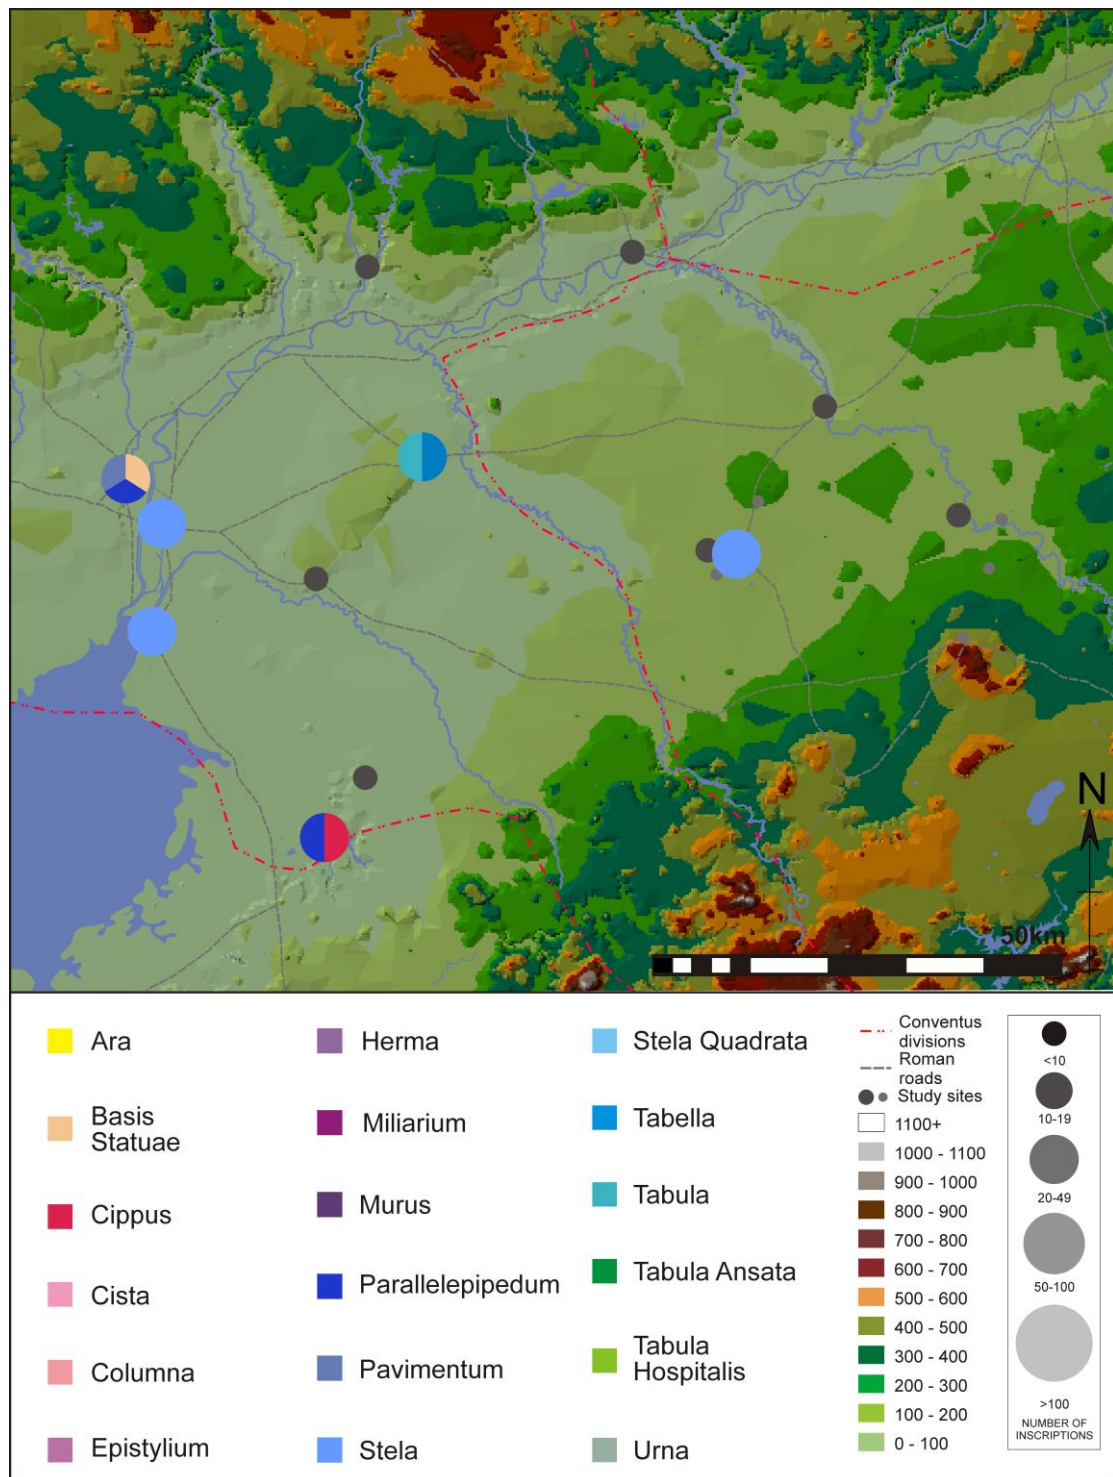 N
50km
Ara
Basis
Statuae
Cippus
Cista
Columna
Epistylium
Herma
Miliarium
Murus
Parallelepipedum
Pavimentum
Stela
Stela Quadrata
Tabella
Tabula
Tabula Ansata
Tabula
Hospitalis
Urna
Conventus
divisions
Roman
roads
Study sites
1100+
1000 - 1100
900 - 1000
800 - 900
700 - 800
600 - 700
500 - 600
400 - 500
300 - 400
200 - 300
100 - 200
0 - 100
<10
10-19
20-49
50-100
>100
NUMBER OF
INSCRIPTIONS